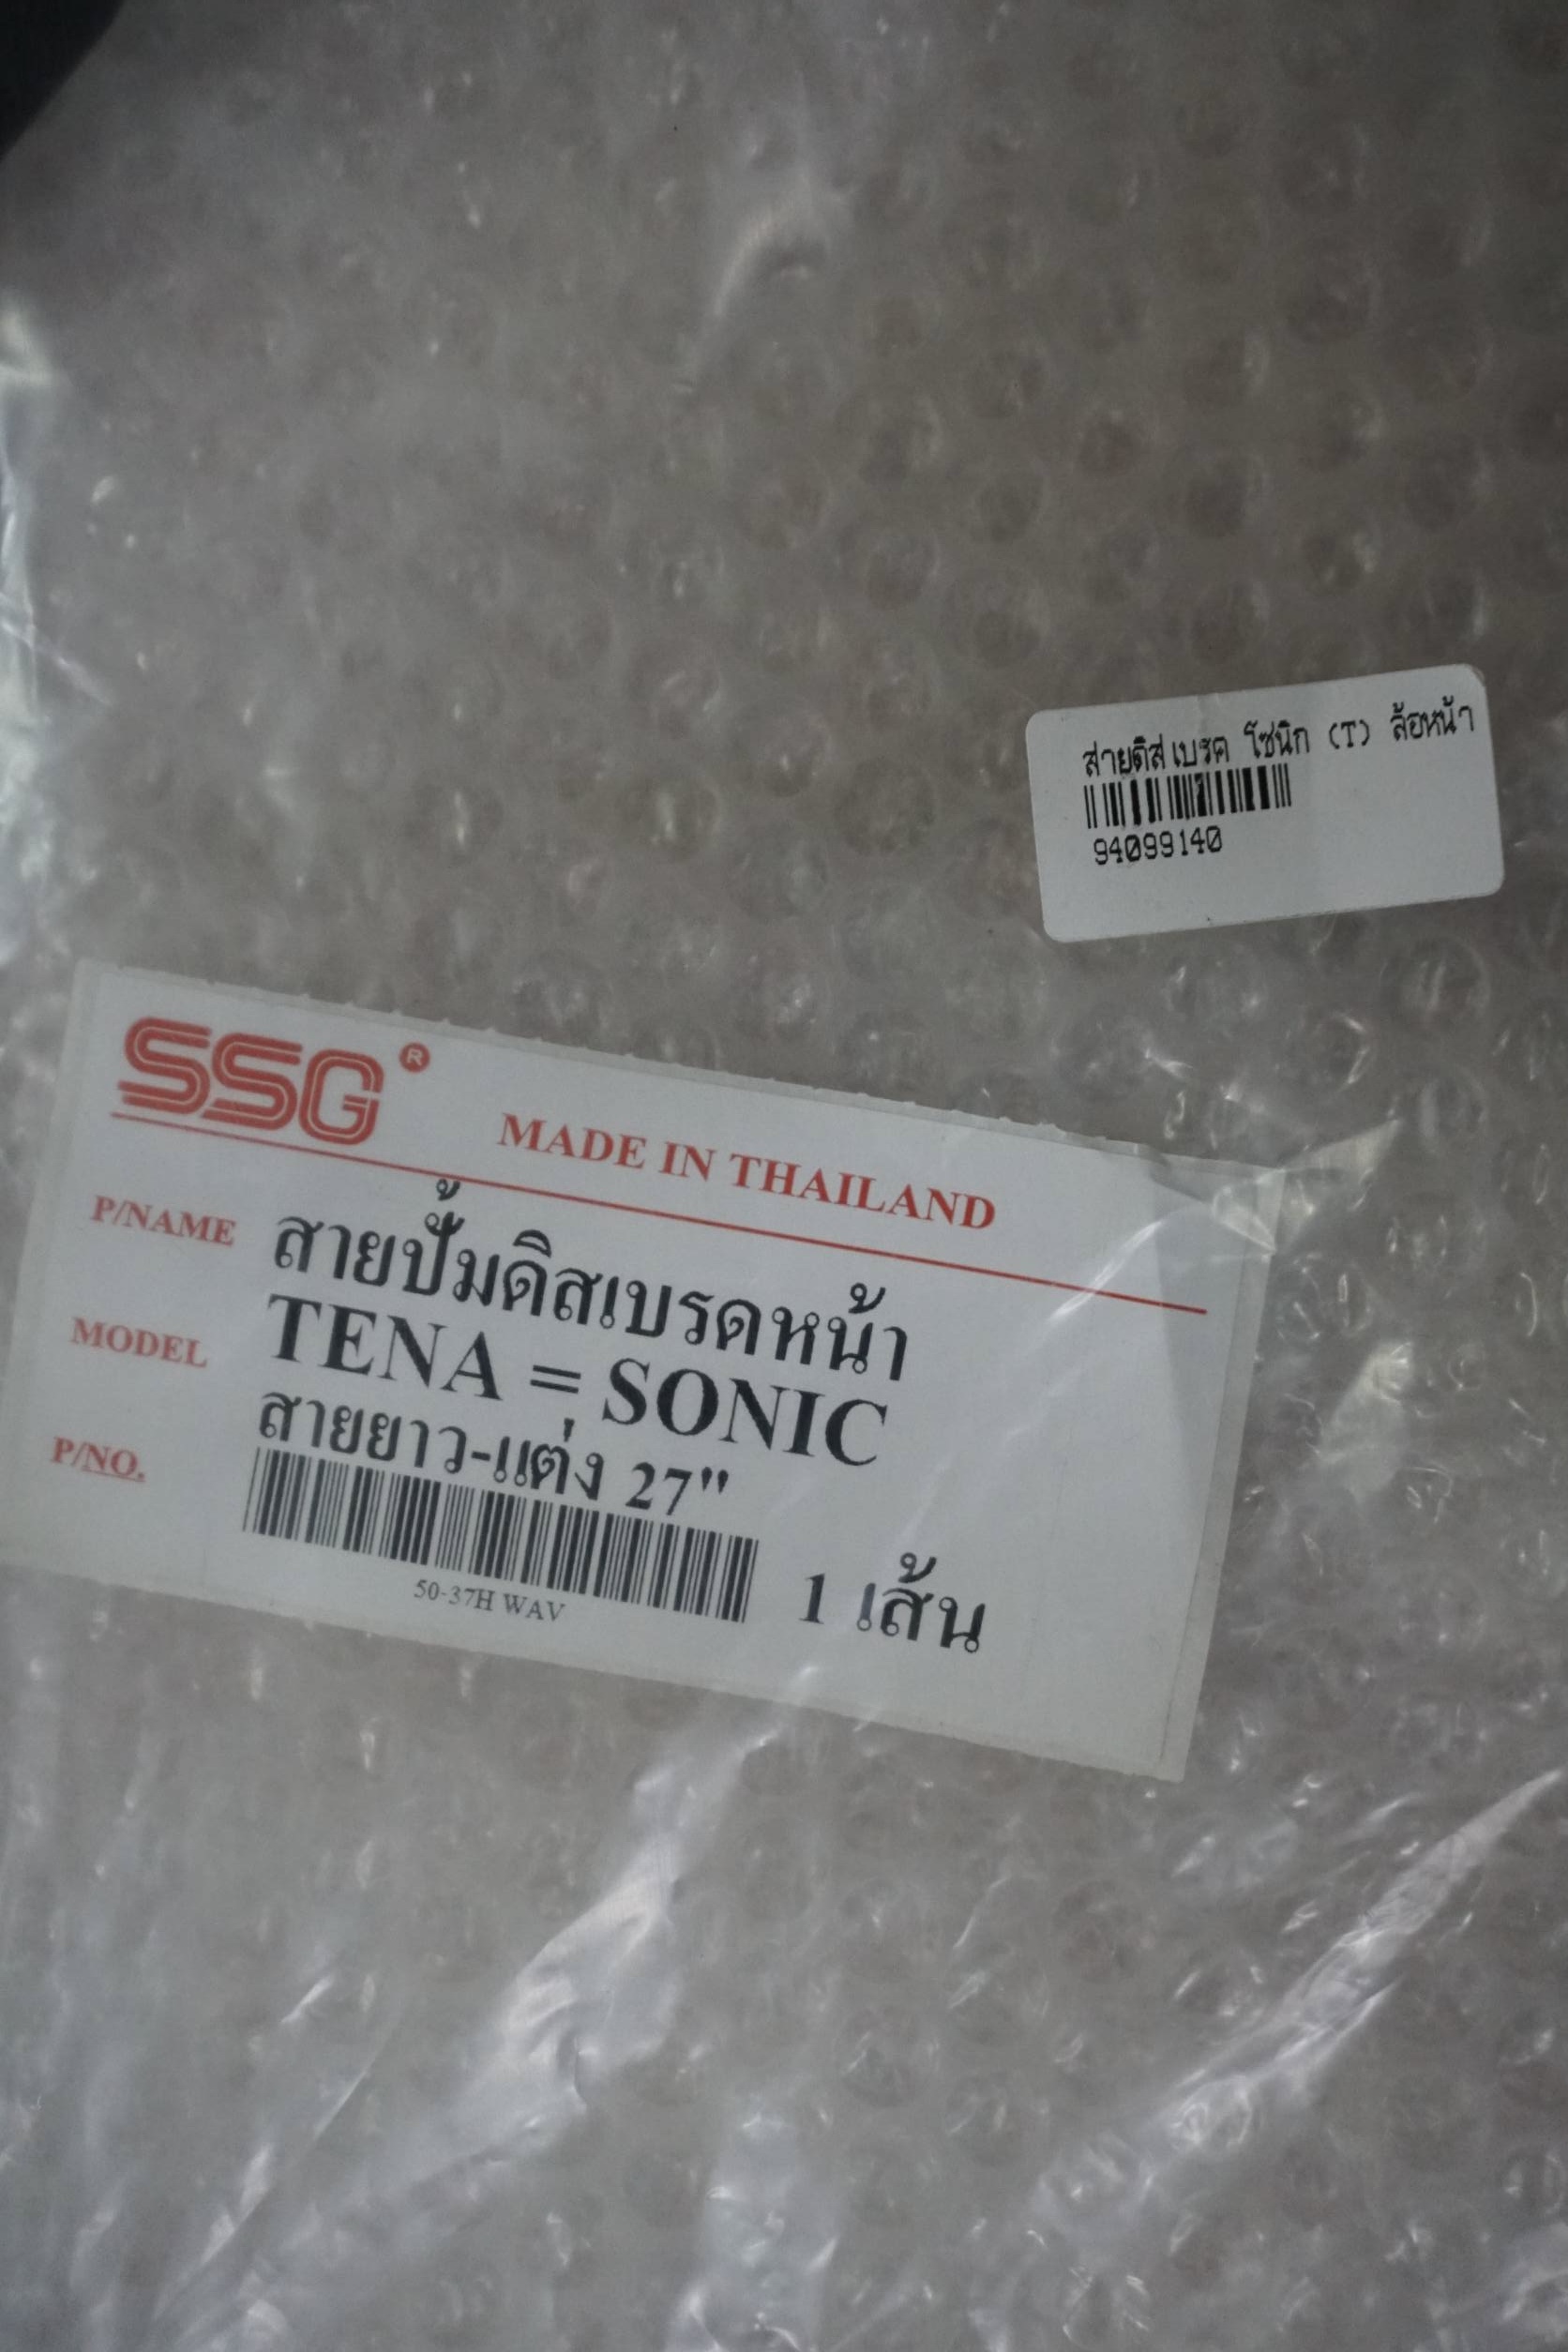 สายดิสเบรค โซนิก (T) ล้อหน้า
94099140
SSG®
MADE IN THAILAND
P/NAME สายปั้มดิสเบรดหน้า
MODEL TENA = SONIC
สายยาว-แต่ง 27"
P/NO.
50-37H WAV
1 เส้น